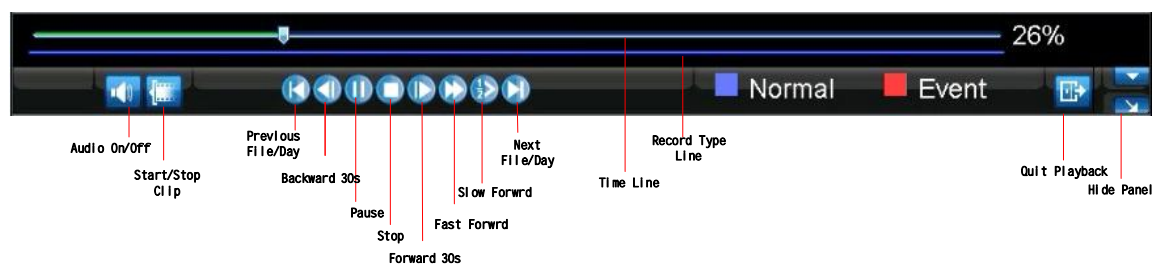 26%
Normal
Event
Audio On/Off
Start/Stop
Clip
Previous
File/Day
Backward 30s
Pause
Stop
Forward 30s
Fast Forwrd
Slow Forwrd
Next
File/Day
Time Line
Record Type
Line
Quit Playback
Hide Panel